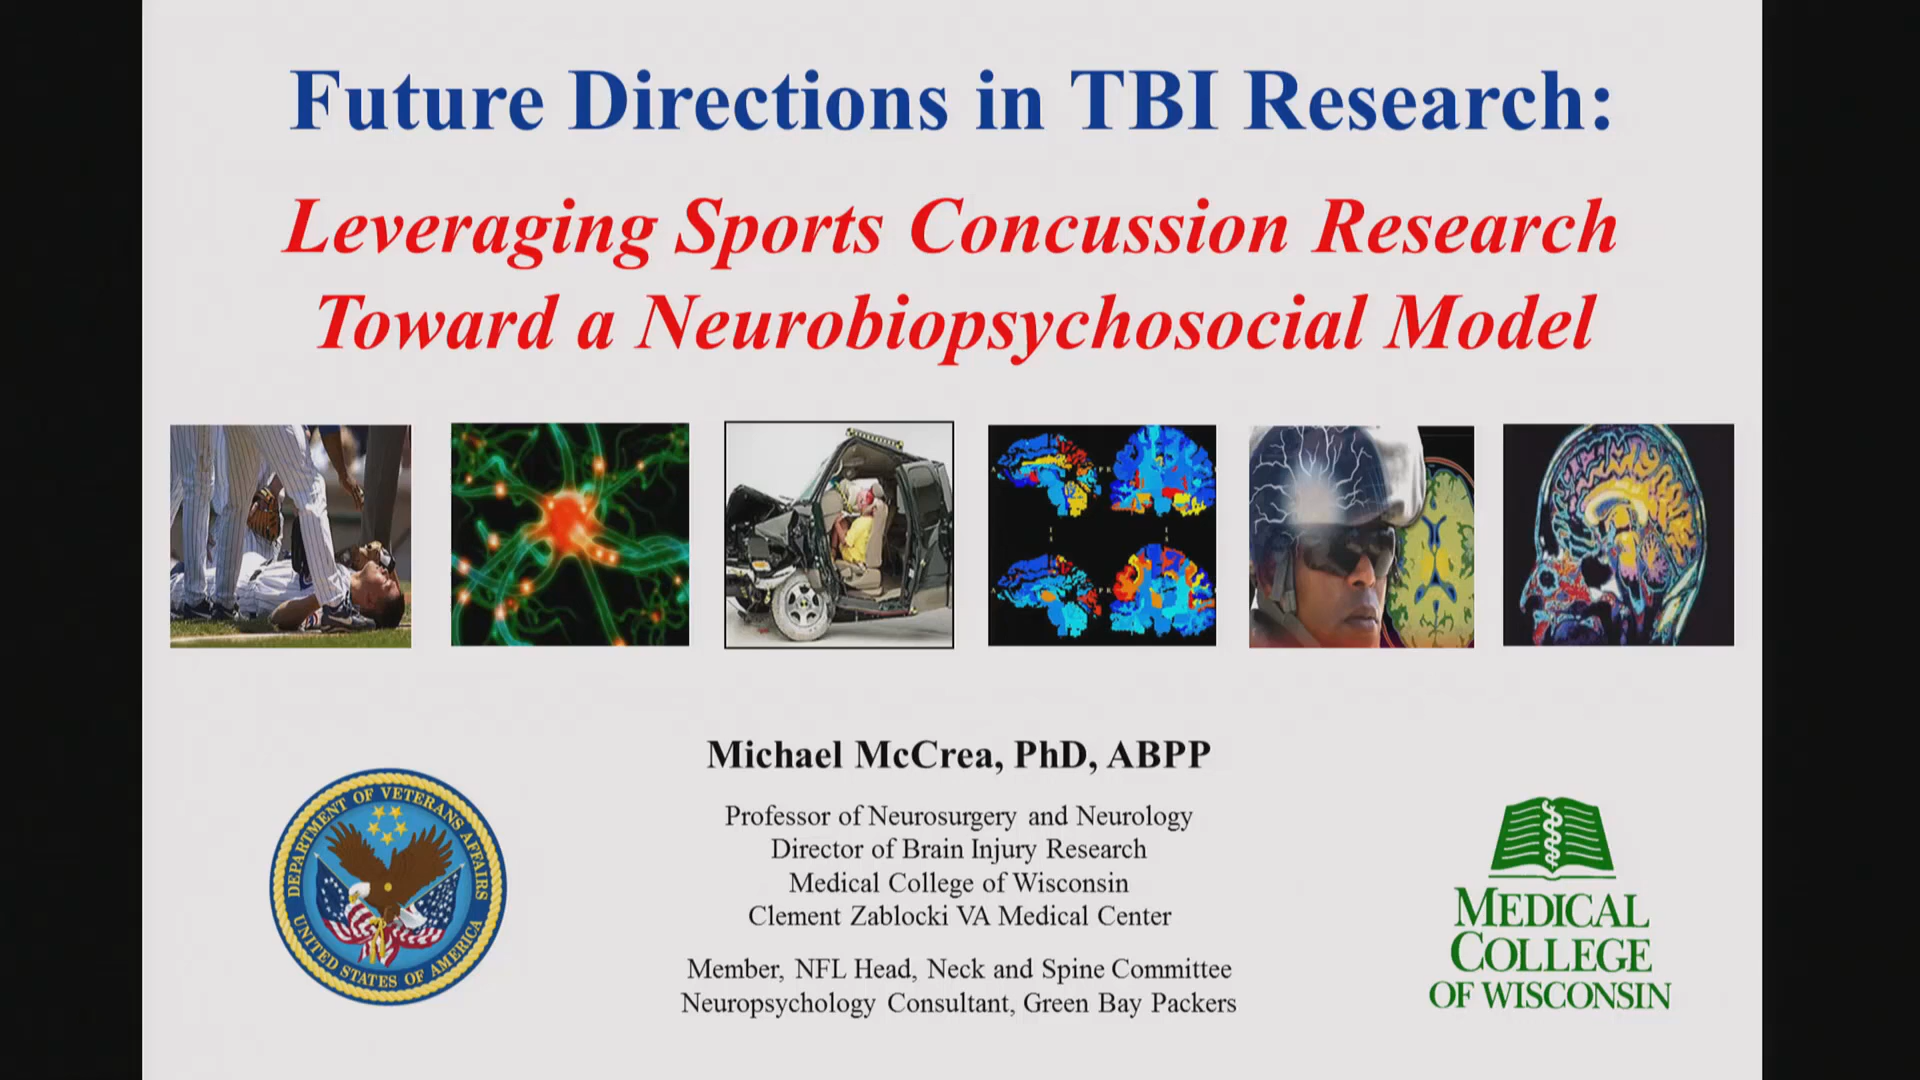 Future Directions in TBI Research:
Leveraging Sports Concussion Research
Toward a Neurobiopsychosocial Model
Michael McCrea, PhD, ABPP
Professor of Neurosurgery and Neurology
Director of Brain Injury Research
Medical College of Wisconsin
Clement Zablocki VA Medical Center
Member, NFL Head, Neck and Spine Committee
Neuropsychology Consultant, Green Bay Packers
DEPARTMENT OF VETERANS AFFAIRS
UNITED STATES OF AMERICA
MEDICAL
COLLEGE
OF WISCONSIN